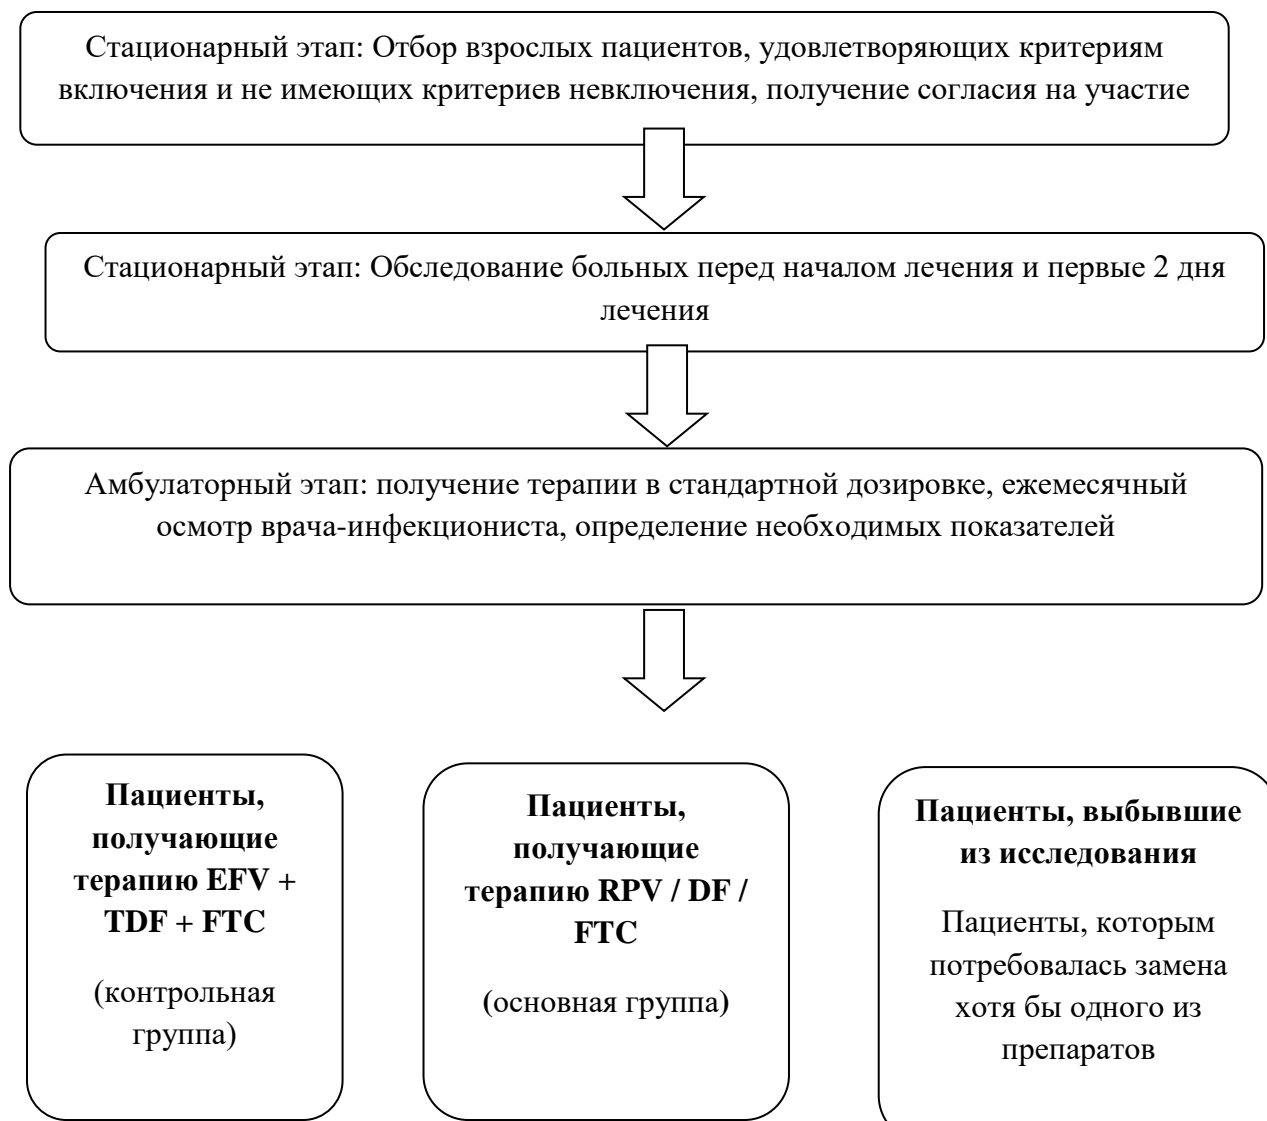 Стационарный этап: Отбор взрослых пациентов, удовлетворяющих критериям
включения и не имеющих критериев невключения, получение согласия на участие
Стационарный этап: Обследование больных перед началом лечения и первые 2 дня
лечения
Амбулаторный этап: получение терапии в стандартной дозировке, ежемесячный
осмотр врача-инфекциониста, определение необходимых показателей
Пациенты,
получающие
терапию EFV +
TDF + FTC
(контрольная
группа)
Пациенты,
получающие
терапию RPV / DF /
FTC
(основная группа)
Пациенты, выбывшие
из исследования
Пациенты, которым
потребовалась замена
хотя бы одного из
препаратов